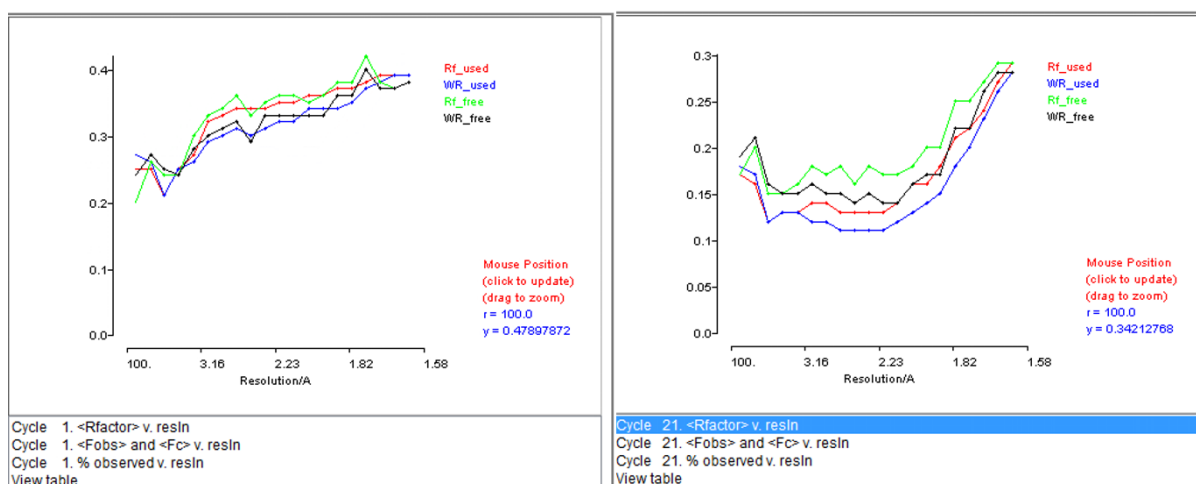 0.4
0.3
0.2
0.1
0.0
Rf_used
WR_used
Rf_free
WR_free
Mouse Position
(click to update)
(drag to zoom)
r = 100.0
y = 0.47897872
100. 3.16 2.23 1.82 1.58
Resolution/A
Cycle 1. <Rfactor> v. resln
Cycle 1. <Fobs> and <Fc> v. resln
Cycle 1. % observed v. resln
View table
0.3
0.25
0.2
0.15
0.1
0.05
0.0
Rf_used
WR_used
Rf_free
WR_free
Mouse Position
(click to update)
(drag to zoom)
r = 100.0
y = 0.34212768
100. 3.16 2.23 1.82 1.58
Resolution/A
Cycle 21. <Rfactor> v. resln
Cycle 21. <Fobs> and <Fc> v. resln
Cycle 21. % observed v. resln
View table